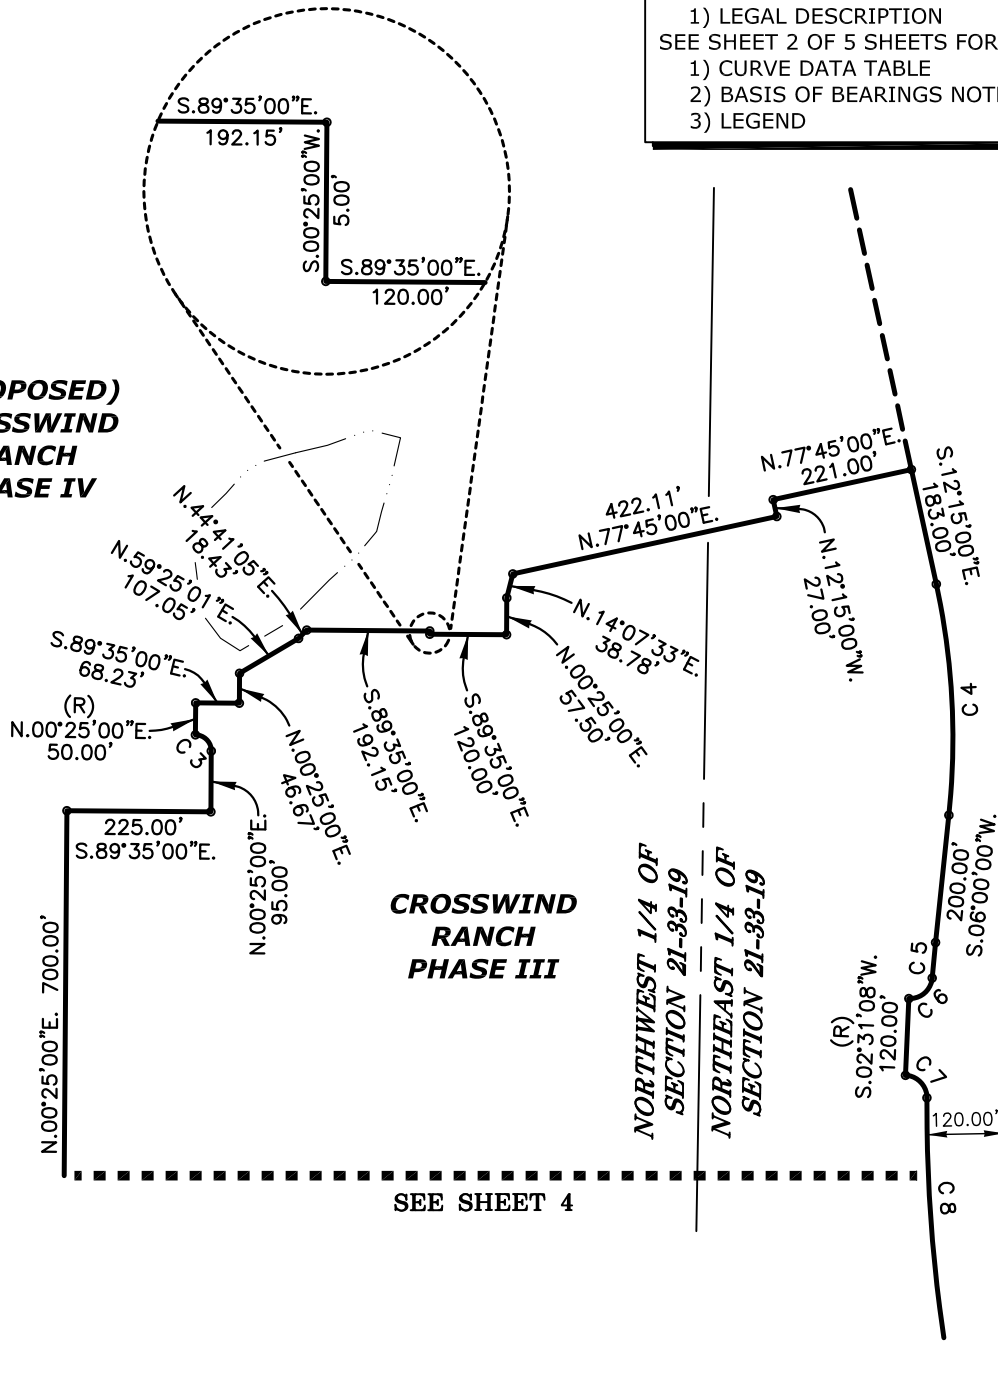 1) LEGAL DESCRIPTION
SEE SHEET 2 OF 5 SHEETS FOR
1) CURVE DATA TABLE
2) BASIS OF BEARINGS NOT
3) LEGEND
S.89°35'00"E.
192.15'
S.00°25'00"W.
5.00'
S.89°35'00"E.
120.00'
OPOSED)
SSWIND
ANCH
ASE IV
N.77°45'00"E.
221.00'
S.12°15'00"E.
183.00'
422.11'
N.77°45'00"E.
N.44°41'05"E.
18.43'
N.59°25'01"E.
107.05'
N.12°15'00"W.
27.00'
N.14°07'33"E.
38.78'
S.89°35'00"E.
68.23'
N.00°25'00"E.
57.50'
(R)
N.00°25'00"E.
50.00'
C 3
S.89°35'00"E.
192.15'
S.89°35'00"E.
120.00'
N.00°25'00"E.
46.67'
C 4
225.00'
S.89°35'00"E.
N.00°25'00"E.
95.00'
CROSSWIND
RANCH
PHASE III
NORTHWEST 1/4 OF
SECTION 21-33-19
NORTHEAST 1/4 OF
SECTION 21-33-19
200.00'
S.06°00'00"W.
N.00°25'00"E. 700.00'
C 5
C 6
(R)
S.02°31'08"W.
120.00'
C 7
120.00'
C 8
SEE SHEET 4